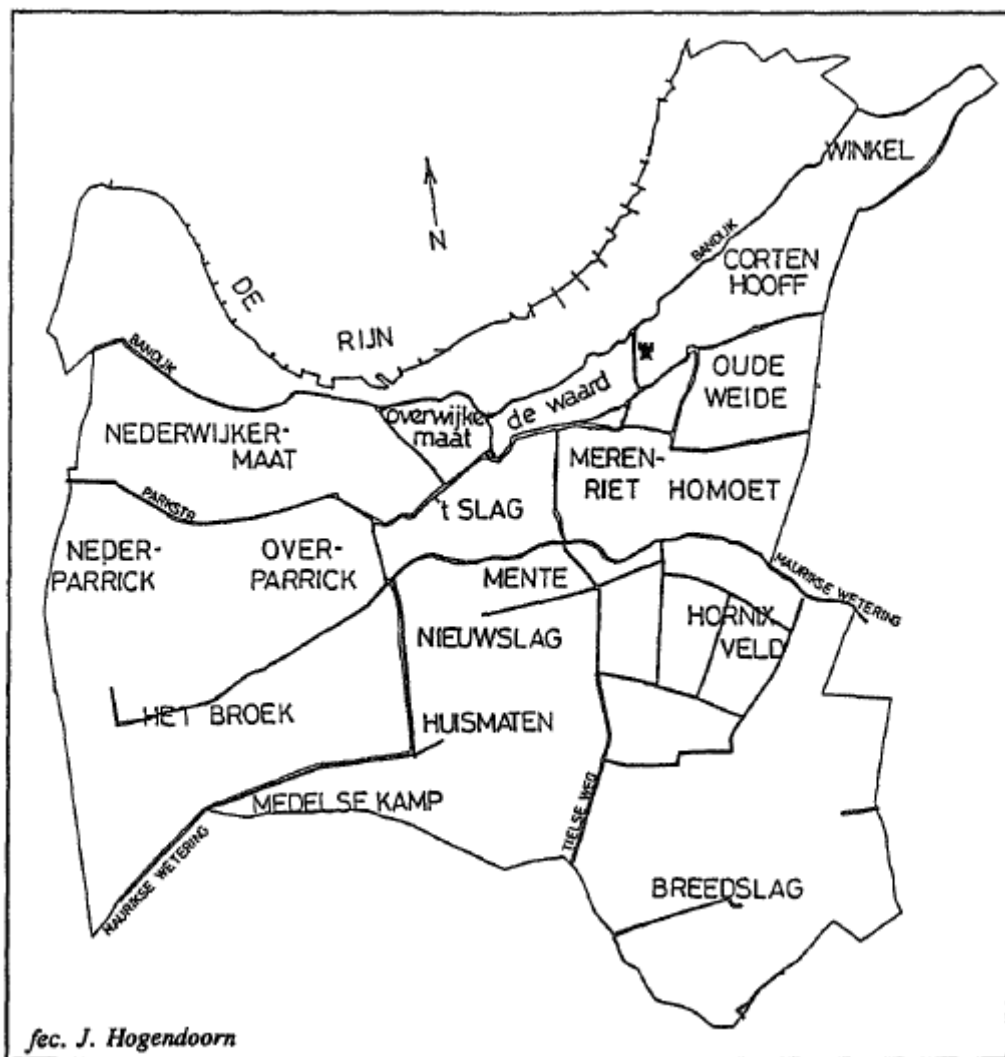 WINKEL
BANDIJK
CORTEN
HOOFF
N
DE
RIJN
BANDIJK
OUDE
WEIDE
de waard
overwijke
maat
NEDERWIJKER-
MAAT
MEREN-
RIET HOMOET
PARKSTR
't SLAG
NEDER-
PARRICK
OVER-
PARRICK
MENTE
MAURIKSE WETERING
NIEUWSLAG
HORNIX
VELD
HET BROEK
HUISMATEN
MEDELSE KAMP
TIELSE WEG
MAURIKSE WETERING
BREEDSLAG
fec. J. Hogendoorn